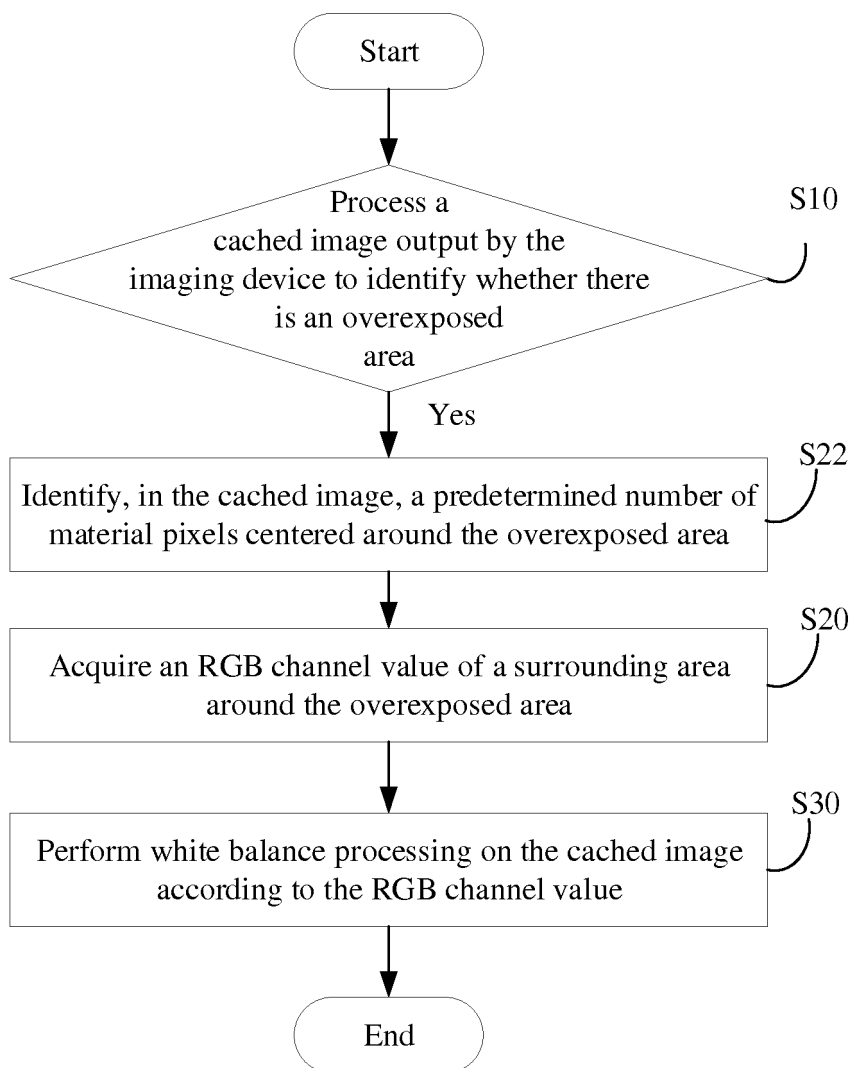 Start
Process a
cached image output by the
imaging device to identify whether there
is an overexposed
area
S10
Yes
S22
Identify, in the cached image, a predetermined number of
material pixels centered around the overexposed area
S20
Acquire an RGB channel value of a surrounding area
around the overexposed area
S30
Perform white balance processing on the cached image
according to the RGB channel value
End